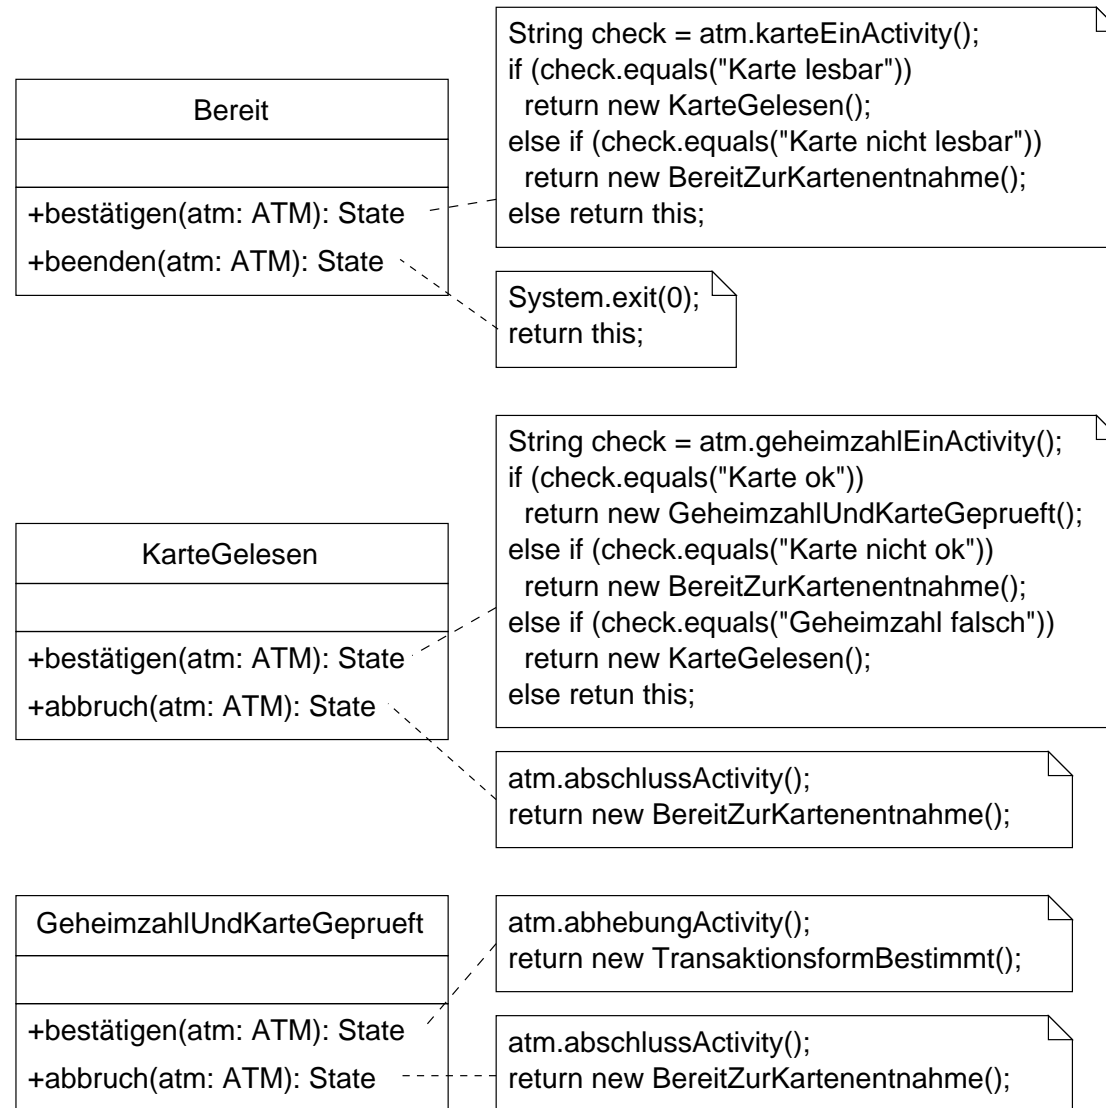 Bereit
+bestätigen(atm: ATM): State
+beenden(atm: ATM): State
String check = atm.karteEinActivity();
if (check.equals("Karte lesbar"))
  return new KarteGelesen();
else if (check.equals("Karte nicht lesbar"))
  return new BereitZurKartenentnahme();
else return this;
System.exit(0);
return this;
KarteGelesen
+bestätigen(atm: ATM): State
+abbruch(atm: ATM): State
String check = atm.geheimzahlEinActivity();
if (check.equals("Karte ok"))
  return new GeheimzahlUndKarteGeprueft();
else if (check.equals("Karte nicht ok"))
  return new BereitZurKartenentnahme();
else if (check.equals("Geheimzahl falsch"))
  return new KarteGelesen();
else retun this;
atm.abschlussActivity();
return new BereitZurKartenentnahme();
GeheimzahlUndKarteGeprueft
+bestätigen(atm: ATM): State
+abbruch(atm: ATM): State
atm.abhebungActivity();
return new TransaktionsformBestimmt();
atm.abschlussActivity();
return new BereitZurKartenentnahme();